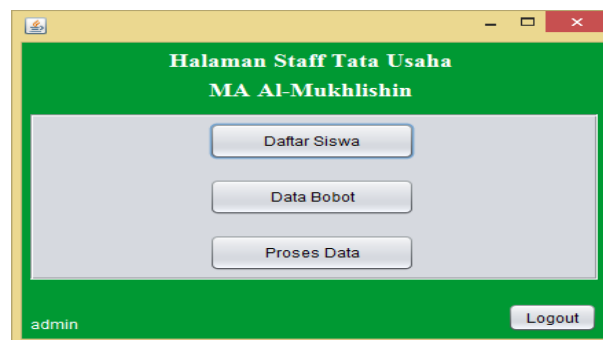 Halaman Staff Tata Usaha
MA Al-Mukhlishin
Daftar Siswa
Data Bobot
Proses Data
admin
Logout